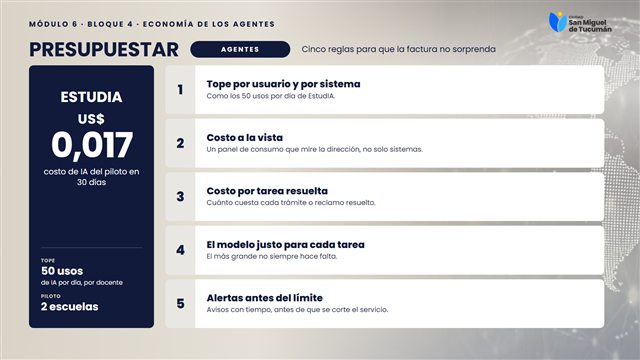 MÓDULO 6 · BLOQUE 4 · ECONOMÍA DE LOS AGENTES
CIUDAD
San Miguel
de Tucumán
PRESUPUESTAR
AGENTES
Cinco reglas para que la factura no sorprenda
ESTUDIA
US$
0,017
costo de IA del piloto en
30 días
TOPE
50 usos
de IA por día, por docente
PILOTO
2 escuelas
1
Tope por usuario y por sistema
Como los 50 usos por día de EstudIA.
2
Costo a la vista
Un panel de consumo que mire la dirección, no solo sistemas.
3
Costo por tarea resuelta
Cuánto cuesta cada trámite o reclamo resuelto.
4
El modelo justo para cada tarea
El más grande no siempre hace falta.
5
Alertas antes del límite
Avisos con tiempo, antes de que se corte el servicio.